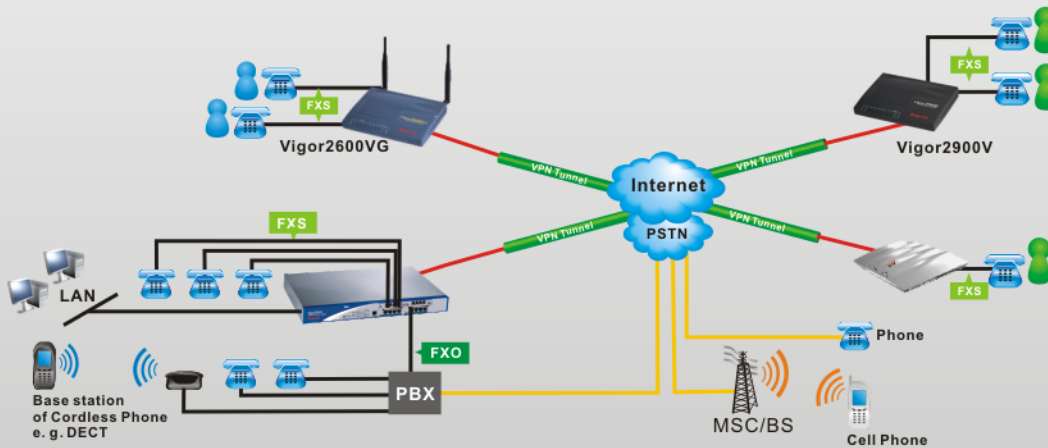 FXS
Vigor2600VG
FXS
Vigor2900V
VPN Tunnel
VPN Tunnel
Internet
PSTN
VPN Tunnel
VPN Tunnel
FXS
FXS
LAN
FXO
Phone
PBX
Base station
of Cordless Phone
e. g. DECT
MSC/BS
Cell Phone